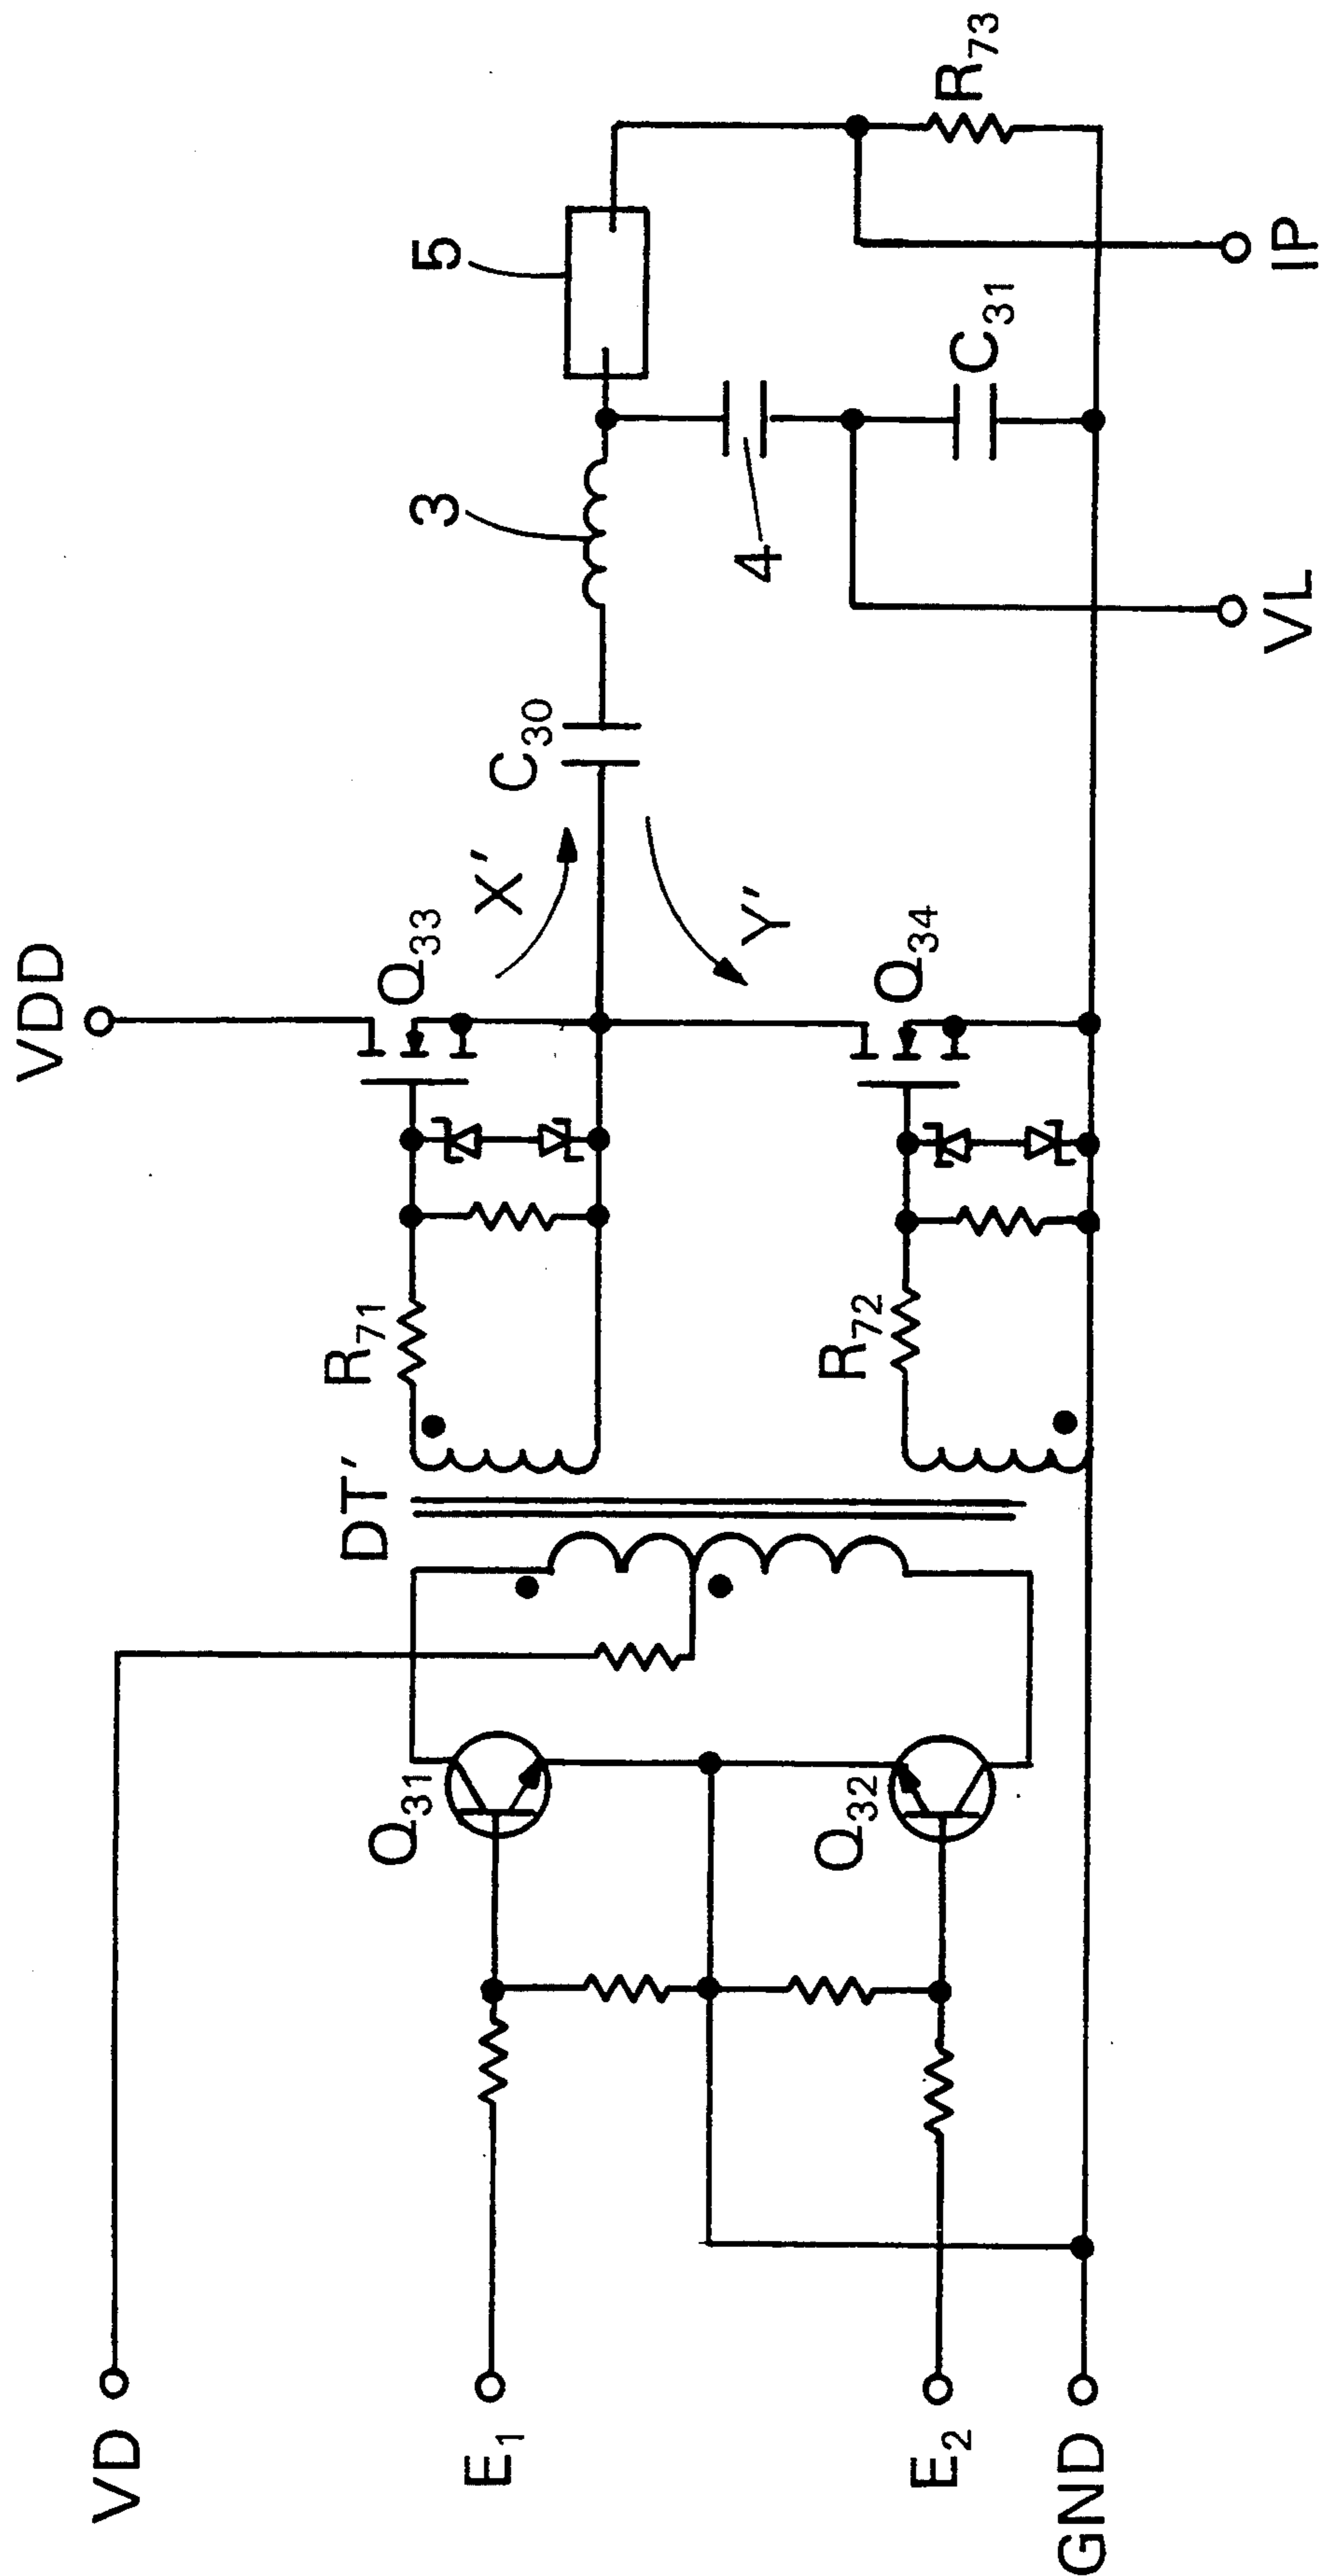 VDD
VD
DT′
R₇₁
Q₃₃
X′
C₃₀
3
5
Q₃₁
E₁
4
Y′
R₇₂
Q₃₄
C₃₁
R₇₃
Q₃₂
E₂
GND
VL
IP